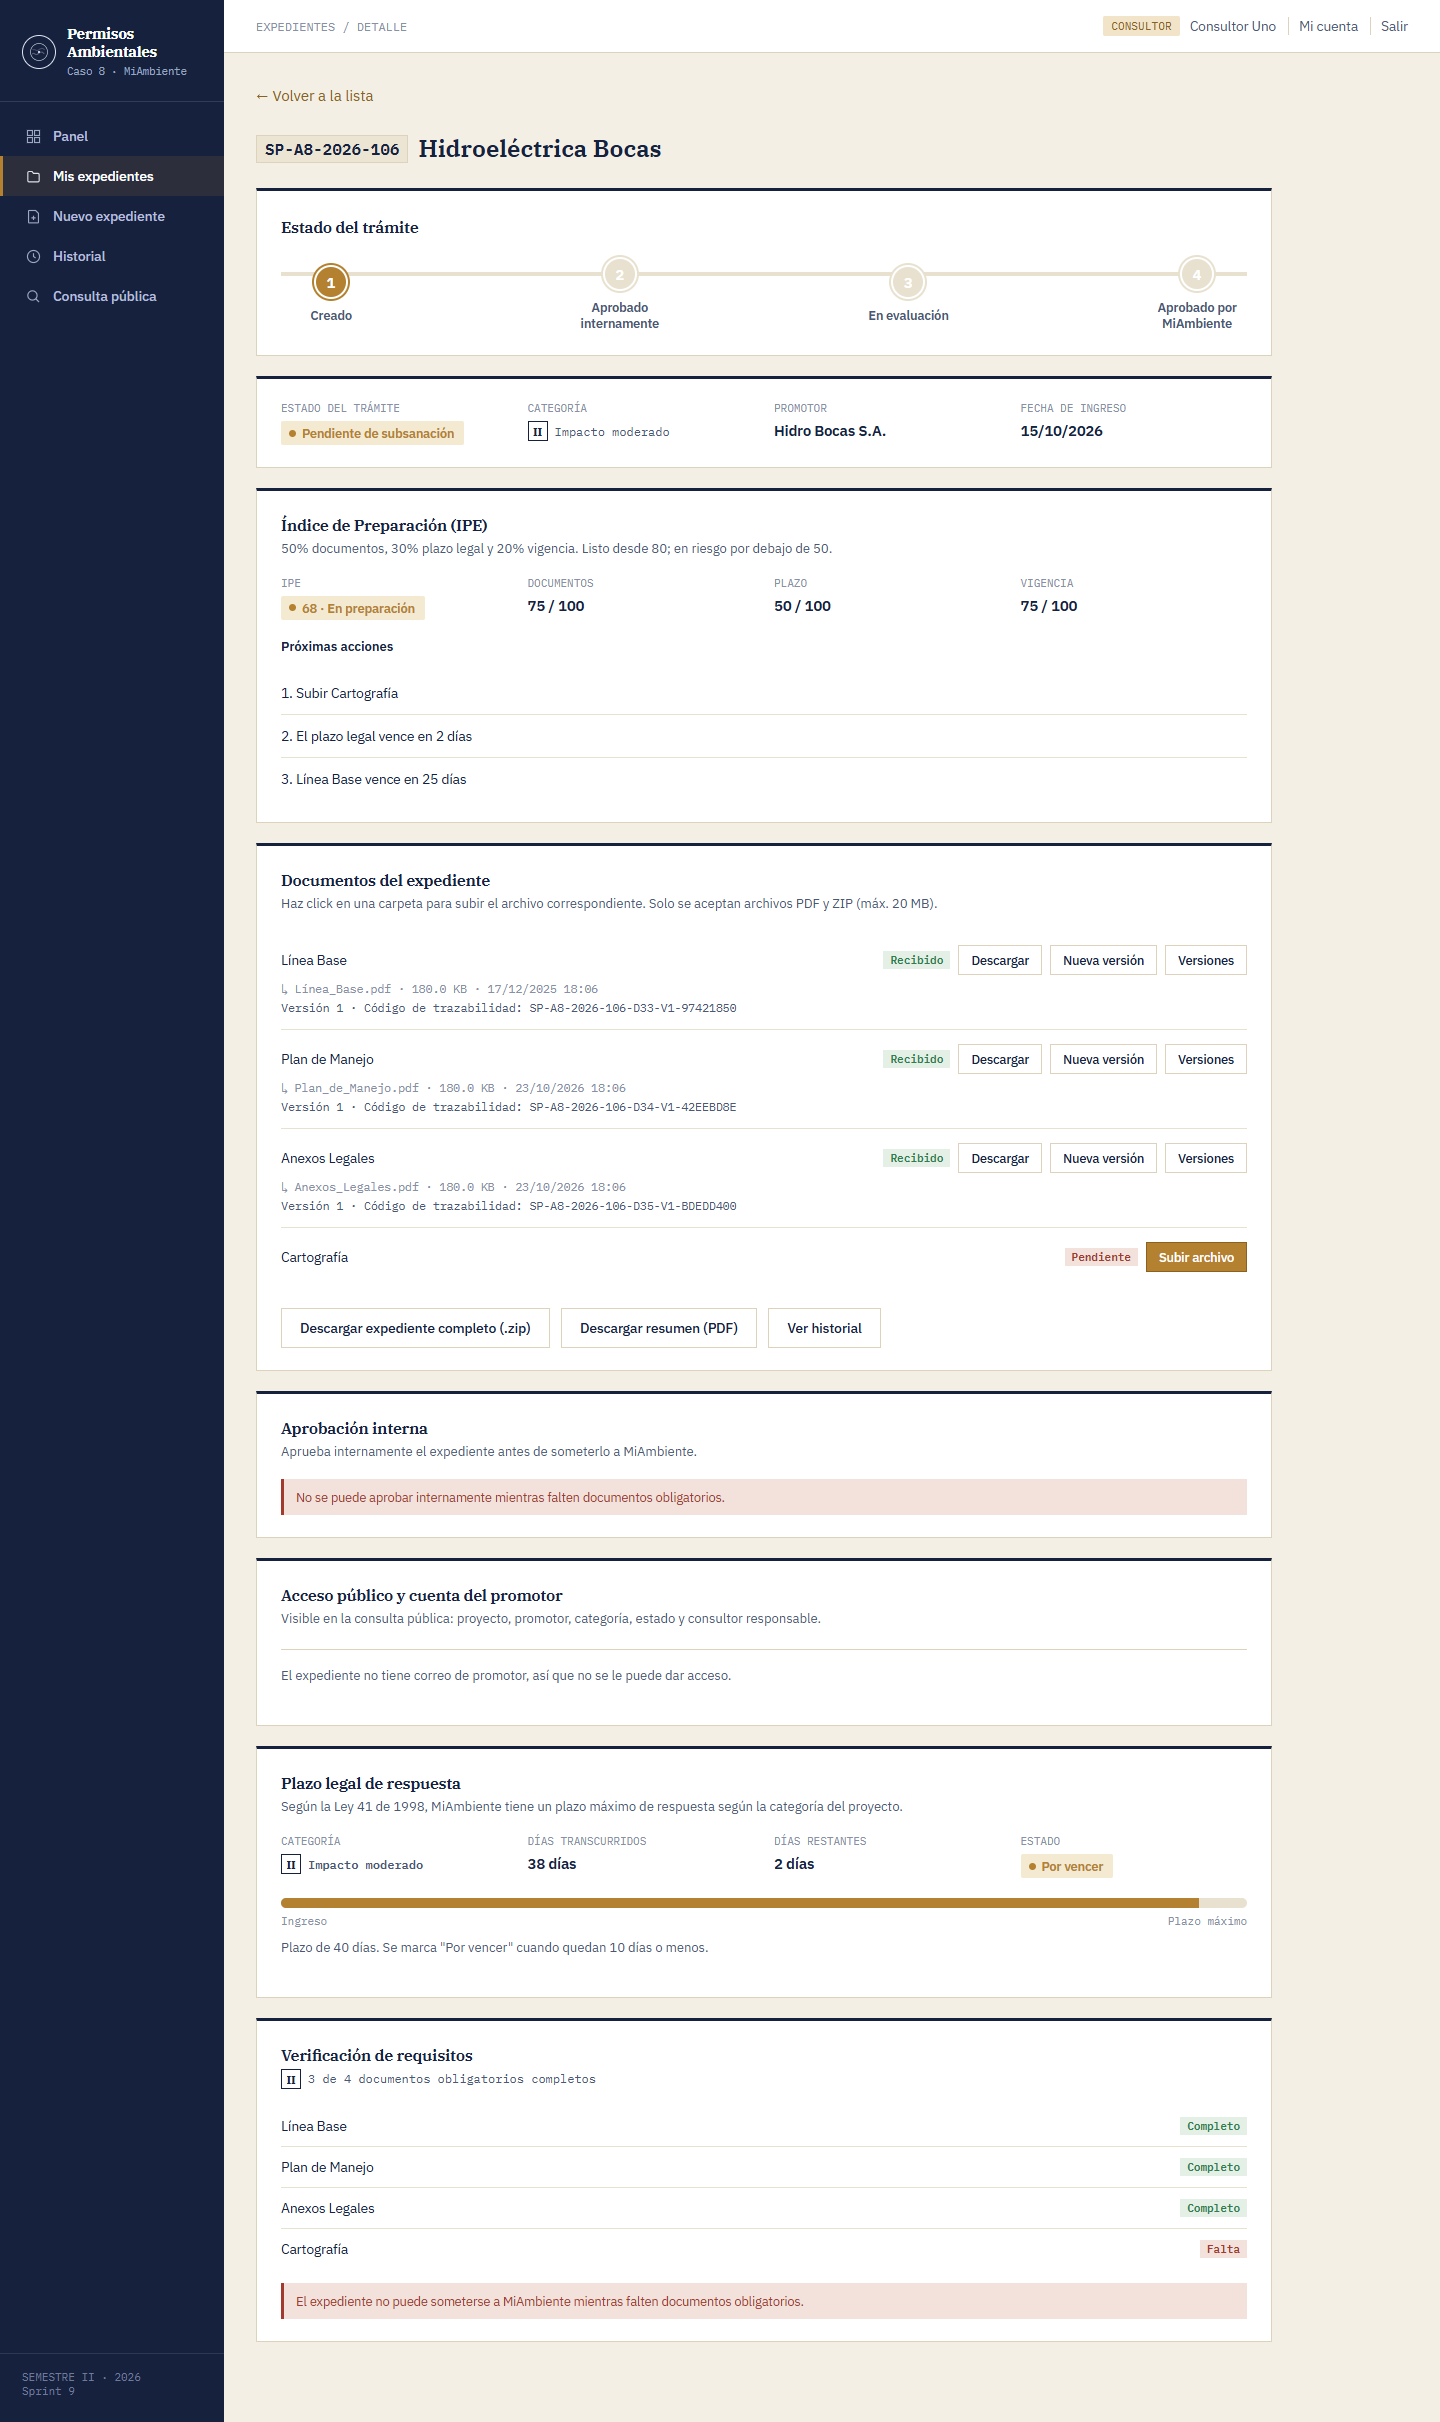 Permisos
Ambientales
Caso 8 · MiAmbiente
Panel
Mis expedientes
Nuevo expediente
Historial
Consulta pública
SEMESTRE II · 2026
Sprint 9
EXPEDIENTES / DETALLE
CONSULTOR Consultor Uno Mi cuenta Salir
← Volver a la lista
SP-A8-2026-106 Hidroeléctrica Bocas
Estado del trámite
1 2 3 4
Creado
Aprobado
internamente
En evaluación
Aprobado por
MiAmbiente
ESTADO DEL TRÁMITE CATEGORÍA PROMOTOR FECHA DE INGRESO
Pendiente de subsanación II Impacto moderado Hidro Bocas S.A. 15/10/2026
Índice de Preparación (IPE)
50% documentos, 30% plazo legal y 20% vigencia. Listo desde 80; en riesgo por debajo de 50.
IPE DOCUMENTOS PLAZO VIGENCIA
68 · En preparación 75 / 100 50 / 100 75 / 100
Próximas acciones
1. Subir Cartografía
2. El plazo legal vence en 2 días
3. Línea Base vence en 25 días
Documentos del expediente
Haz click en una carpeta para subir el archivo correspondiente. Solo se aceptan archivos PDF y ZIP (máx. 20 MB).
Línea Base Recibido Descargar Nueva versión Versiones
↳ Línea_Base.pdf · 180.0 KB · 17/12/2025 18:06
Versión 1 · Código de trazabilidad: SP-A8-2026-106-D33-V1-97421850
Plan de Manejo Recibido Descargar Nueva versión Versiones
↳ Plan_de_Manejo.pdf · 180.0 KB · 23/10/2026 18:06
Versión 1 · Código de trazabilidad: SP-A8-2026-106-D34-V1-42EEBD8E
Anexos Legales Recibido Descargar Nueva versión Versiones
↳ Anexos_Legales.pdf · 180.0 KB · 23/10/2026 18:06
Versión 1 · Código de trazabilidad: SP-A8-2026-106-D35-V1-BDEDD400
Cartografía Pendiente Subir archivo
Descargar expediente completo (.zip) Descargar resumen (PDF) Ver historial
Aprobación interna
Aprueba internamente el expediente antes de someterlo a MiAmbiente.
No se puede aprobar internamente mientras falten documentos obligatorios.
Acceso público y cuenta del promotor
Visible en la consulta pública: proyecto, promotor, categoría, estado y consultor responsable.
El expediente no tiene correo de promotor, así que no se le puede dar acceso.
Plazo legal de respuesta
Según la Ley 41 de 1998, MiAmbiente tiene un plazo máximo de respuesta según la categoría del proyecto.
CATEGORÍA DÍAS TRANSCURRIDOS DÍAS RESTANTES ESTADO
II Impacto moderado 38 días 2 días Por vencer
Ingreso Plazo máximo
Plazo de 40 días. Se marca "Por vencer" cuando quedan 10 días o menos.
Verificación de requisitos
II 3 de 4 documentos obligatorios completos
Línea Base Completo
Plan de Manejo Completo
Anexos Legales Completo
Cartografía Falta
El expediente no puede someterse a MiAmbiente mientras falten documentos obligatorios.